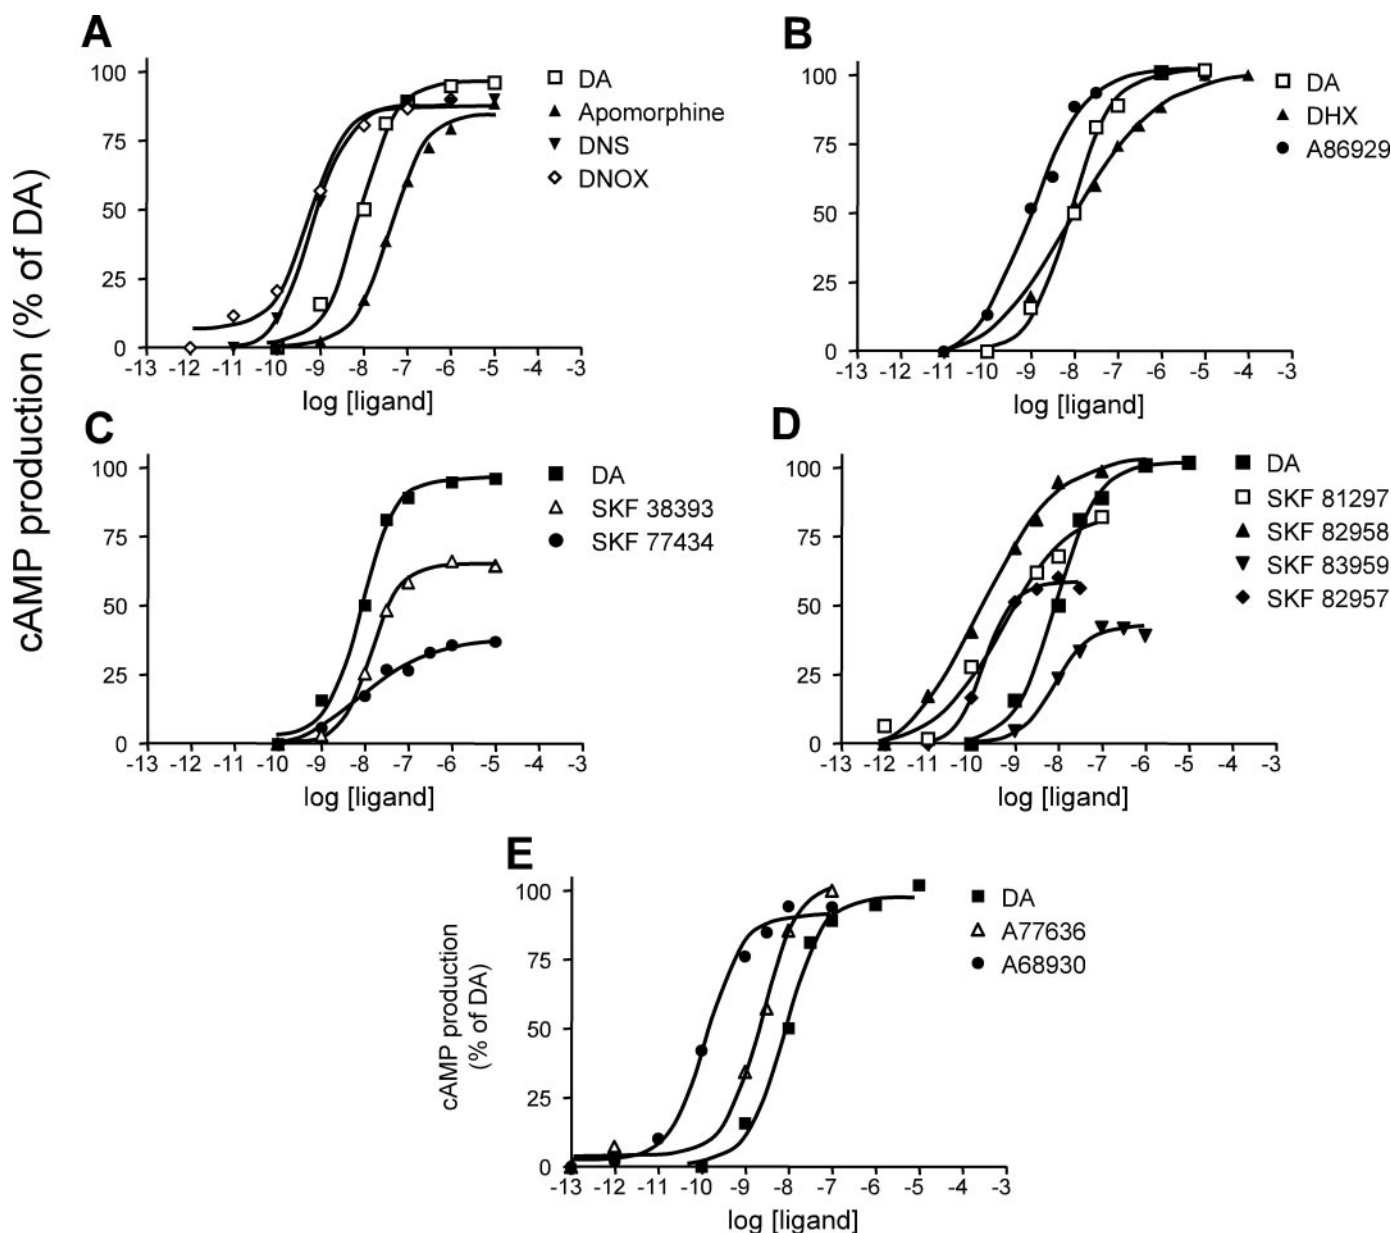 cAMP production (% of DA)
A
100
75
50
25
0
-13 -12 -11 -10 -9 -8 -7 -6 -5 -4 -3
log [ligand]
DA
Apomorphine
DNS
DNOX
B
100
75
50
25
0
-13 -12 -11 -10 -9 -8 -7 -6 -5 -4 -3
log [ligand]
DA
DHX
A86929
C
100
75
50
25
0
-13 -12 -11 -10 -9 -8 -7 -6 -5 -4 -3
log [ligand]
DA
SKF 38393
SKF 77434
D
100
75
50
25
0
-13 -12 -11 -10 -9 -8 -7 -6 -5 -4 -3
log [ligand]
DA
SKF 81297
SKF 82958
SKF 83959
SKF 82957
E
cAMP production
(% of DA)
100
75
50
25
0
-13 -12 -11 -10 -9 -8 -7 -6 -5 -4 -3
log [ligand]
DA
A77636
A68930